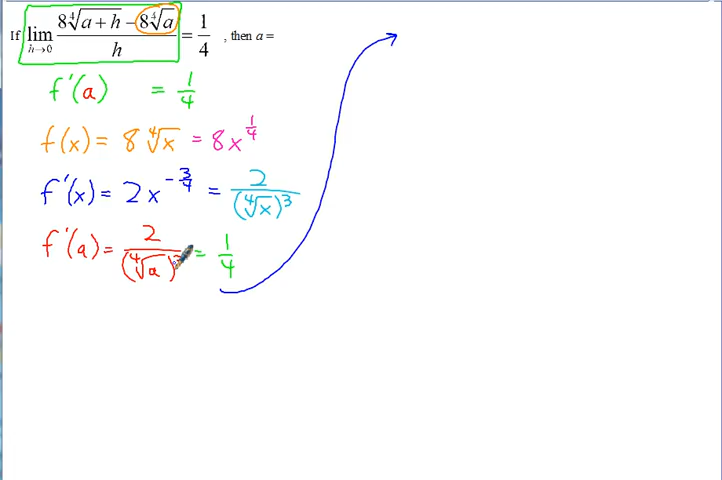 If lim h→0 (8∜(a+h) − 8∜a)/h = 1/4 , then a =
f'(a) = 1/4
f(x) = 8∜x = 8x^(1/4)
f'(x) = 2x^(−3/4) = 2/(∜x)^3
f'(a) = 2/(∜a)^3 = 1/4